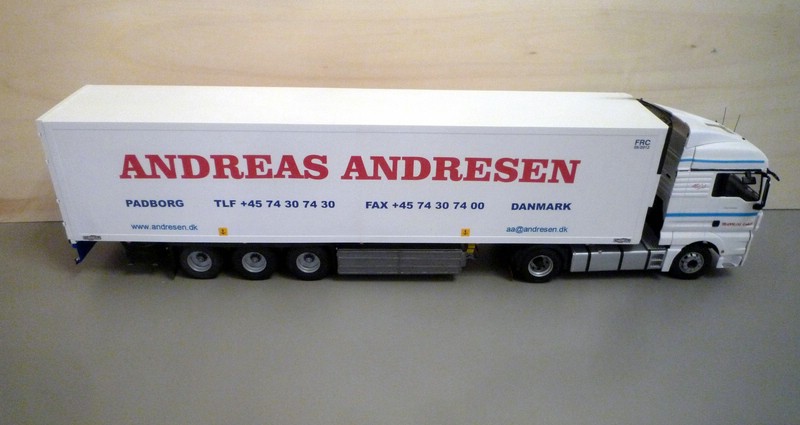 FRC
ANDREAS ANDRESEN
PADBORG TLF +45 74 30 74 30 FAX +45 74 30 74 00 DANMARK
www.andresen.dk aa@andresen.dk